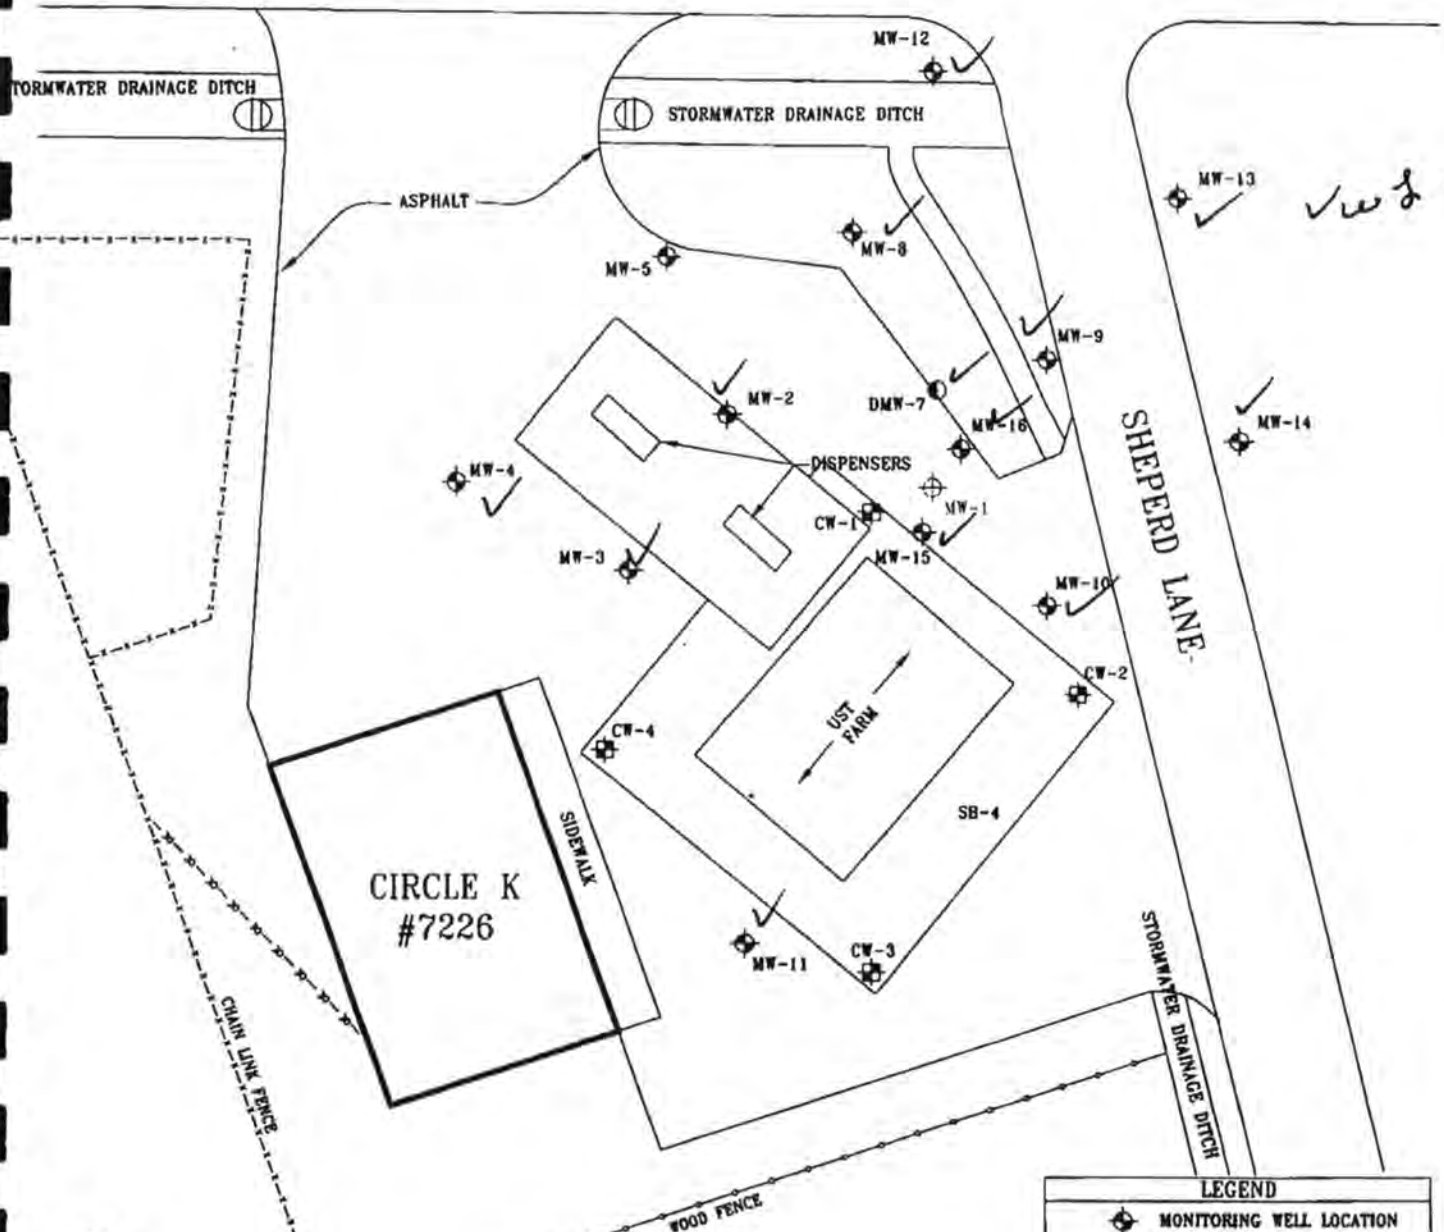 MW-12
TORMWATER DRAINAGE DITCH
STORMWATER DRAINAGE DITCH
MW-13
ASPHALT
MW-8
MW-5
MW-9
MW-2
DMW-7
MW-16
MW-14
DISPENSERS
MW-4
MW-1
CW-1
MW-3
MW-15
MW-10
SHEPERD LANE
CW-2
UST
FARM
CW-4
SB-4
SIDEWALK
CIRCLE K
#7226
MW-11
CW-3
STORMWATER DRAINAGE DITCH
CHAIN LINK FENCE
WOOD FENCE
LEGEND
MONITORING WELL LOCATION